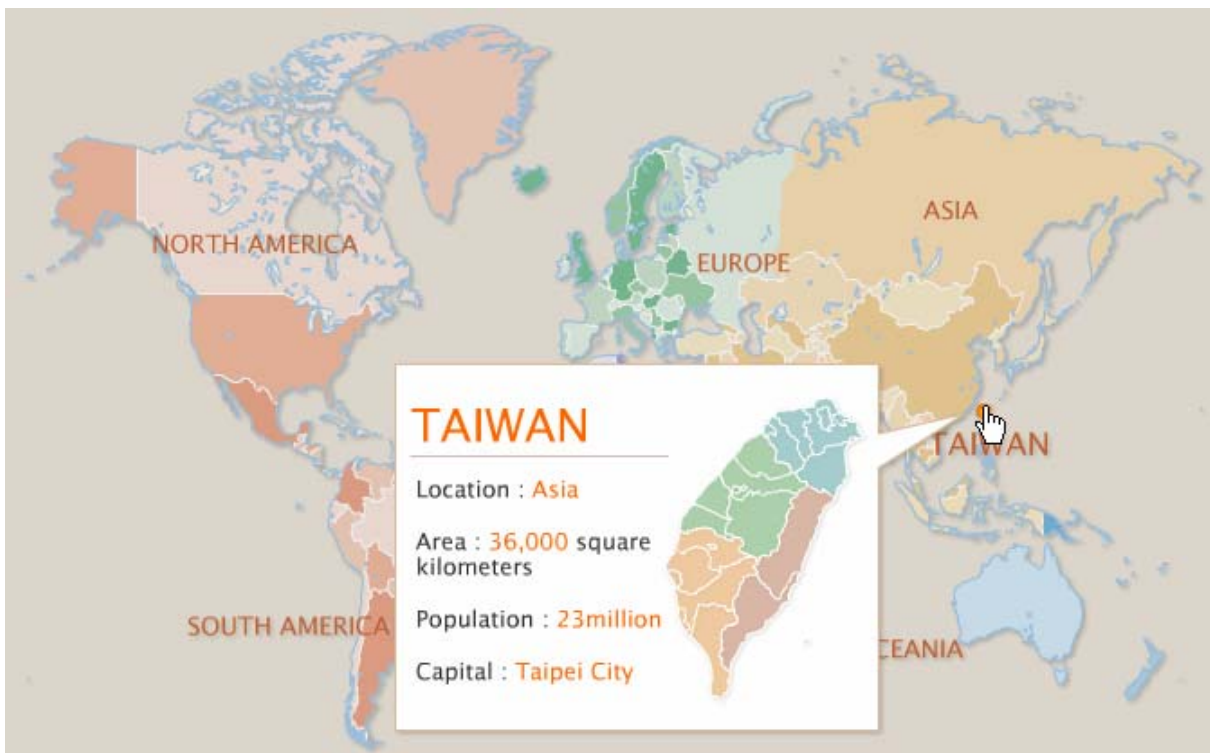 ASIA
NORTH AMERICA
EUROPE
TAIWAN
TAIWAN
Location : Asia
Area : 36,000 square
kilometers
Population : 23million
SOUTH AMERICA
CEANIA
Capital : Taipei City